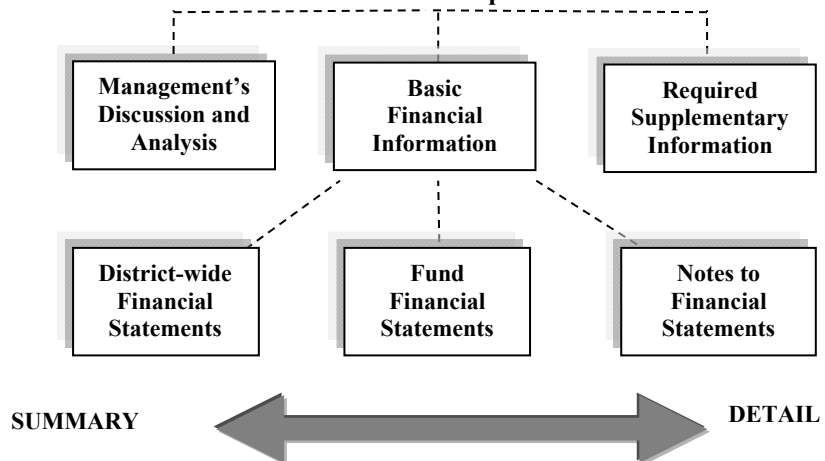 Management's
Discussion and
Analysis
Basic
Financial
Information
Required
Supplementary
Information
District-wide
Financial
Statements
Fund
Financial
Statements
Notes to
Financial
Statements
SUMMARY
DETAIL